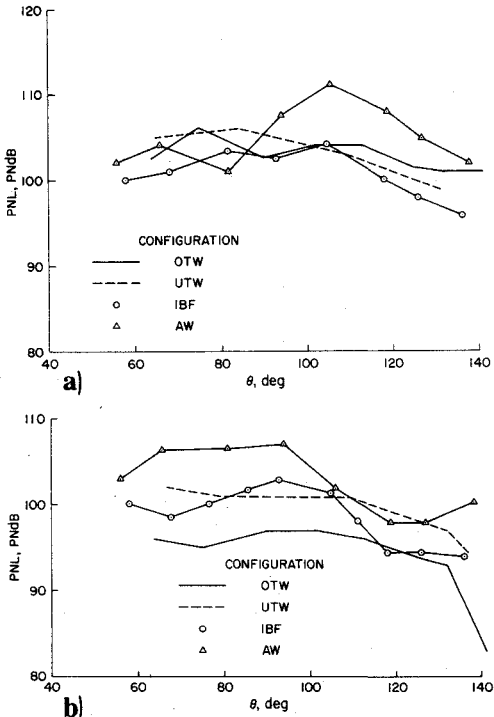 120
110
100
90
80
PNL, PNdB
CONFIGURATION
OTW
UTW
IBF
AW
40 60 80 100 120 140
θ, deg
a)
110
100
90
80
PNL, PNdB
CONFIGURATION
OTW
UTW
IBF
AW
40 60 80 100 120 140
θ, deg
b)